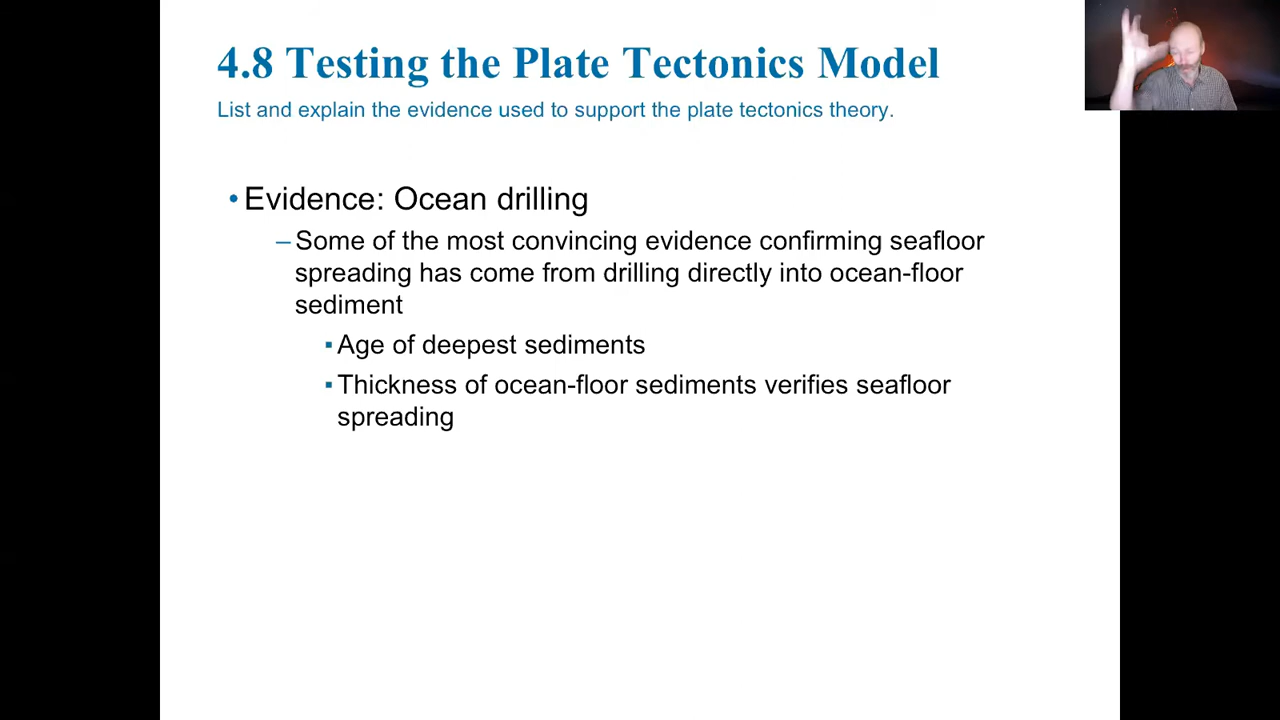 4.8 Testing the Plate Tectonics Model
List and explain the evidence used to support the plate tectonics theory.
•Evidence: Ocean drilling
–Some of the most convincing evidence confirming seafloor
spreading has come from drilling directly into ocean-floor
sediment
▪Age of deepest sediments
▪Thickness of ocean-floor sediments verifies seafloor
spreading